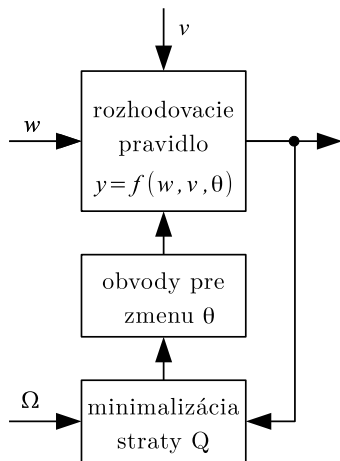 v
w
rozhodovacie
pravidlo
y=f(w,v,θ)
obvody pre
zmenu θ
Ω
minimalizácia
straty Q